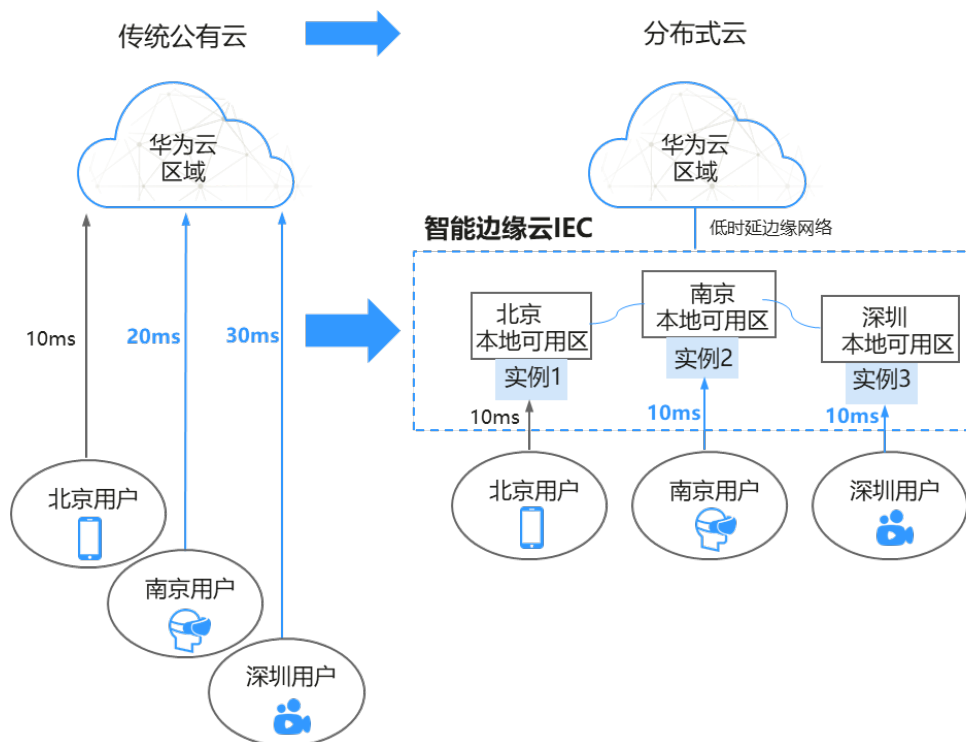 传统公有云
分布式云
华为云
区域
华为云
区域
智能边缘云IEC
低时延边缘网络
北京
本地可用区
南京
本地可用区
深圳
本地可用区
实例1
实例2
实例3
10ms
20ms
30ms
10ms
10ms
10ms
北京用户
南京用户
深圳用户
北京用户
南京用户
深圳用户